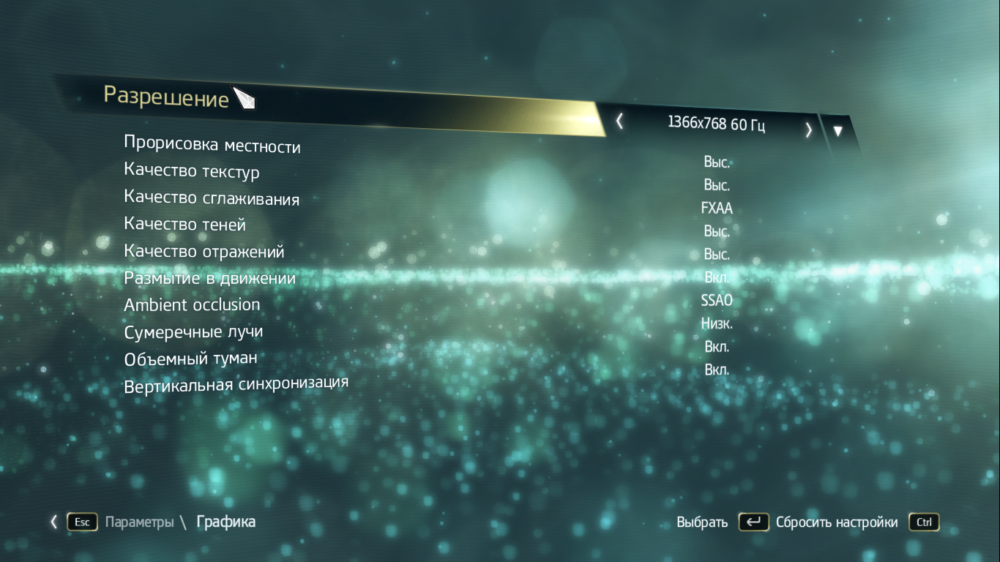 Разрешение 1366x768 60 Гц
Прорисовка местности Выс.
Качество текстур Выс.
Качество сглаживания FXAA
Качество теней Выс.
Качество отражений Выс.
Размытие в движении Вкл.
Ambient occlusion SSAO
Сумеречные лучи Низк.
Объемный туман Вкл.
Вертикальная синхронизация Вкл.
Esc Параметры \ Графика Выбрать Сбросить настройки Ctrl